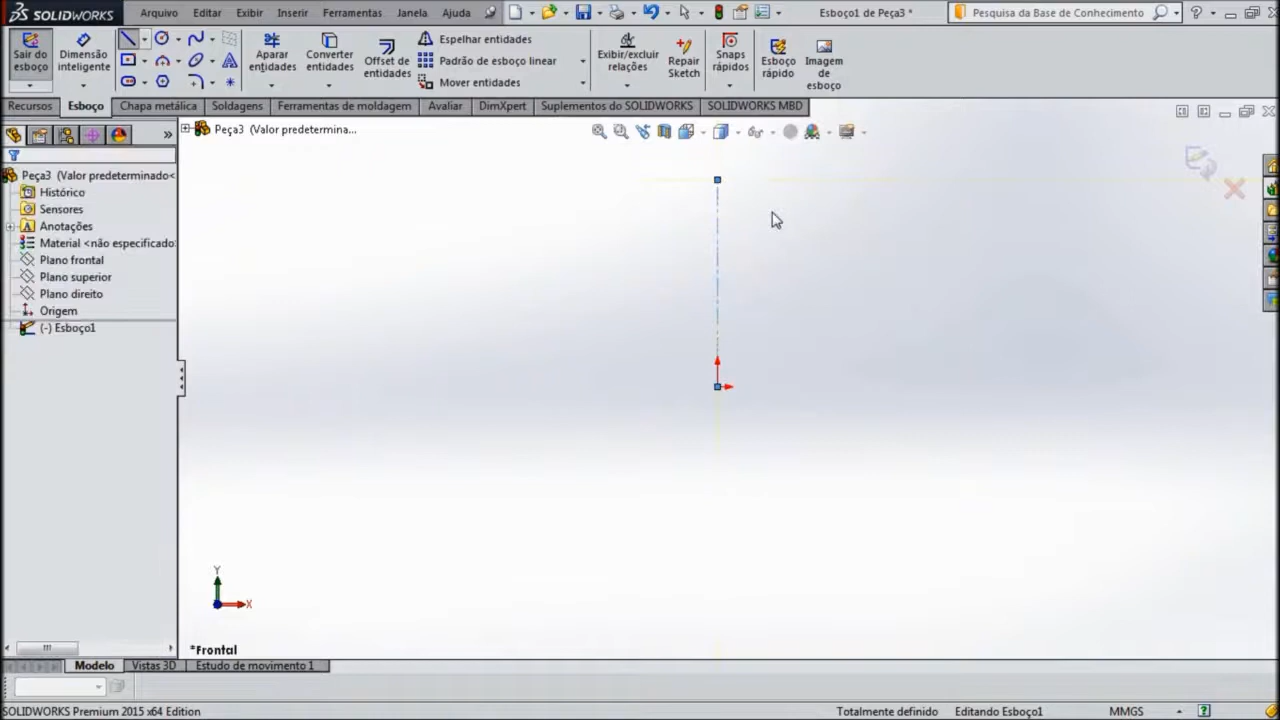 SOLIDWORKS Arquivo Editar Exibir Inserir Ferramentas Janela Ajuda Esboço1 de Peça3 * Pesquisa da Base de Conhecimento
Sair do esboço
Dimensão inteligente
Aparar entidades
Converter entidades
Offset de entidades
Espelhar entidades
Padrão de esboço linear
Mover entidades
Exibir/excluir relações
Repair Sketch
Snaps rápidos
Esboço rápido
Imagem de esboço
Recursos Esboço Chapa metálica Soldagens Ferramentas de moldagem Avaliar DimXpert Suplementos do SOLIDWORKS SOLIDWORKS MBD
Peça3 (Valor predetermina...
Peça3 (Valor predeterminado<
Histórico
Sensores
Anotações
Material <não especificado>
Plano frontal
Plano superior
Plano direito
Origem
(-) Esboço1
Y
X
*Frontal
Modelo Vistas 3D Estudo de movimento 1
SOLIDWORKS Premium 2015 x64 Edition Totalmente definido Editando Esboço1 MMGS